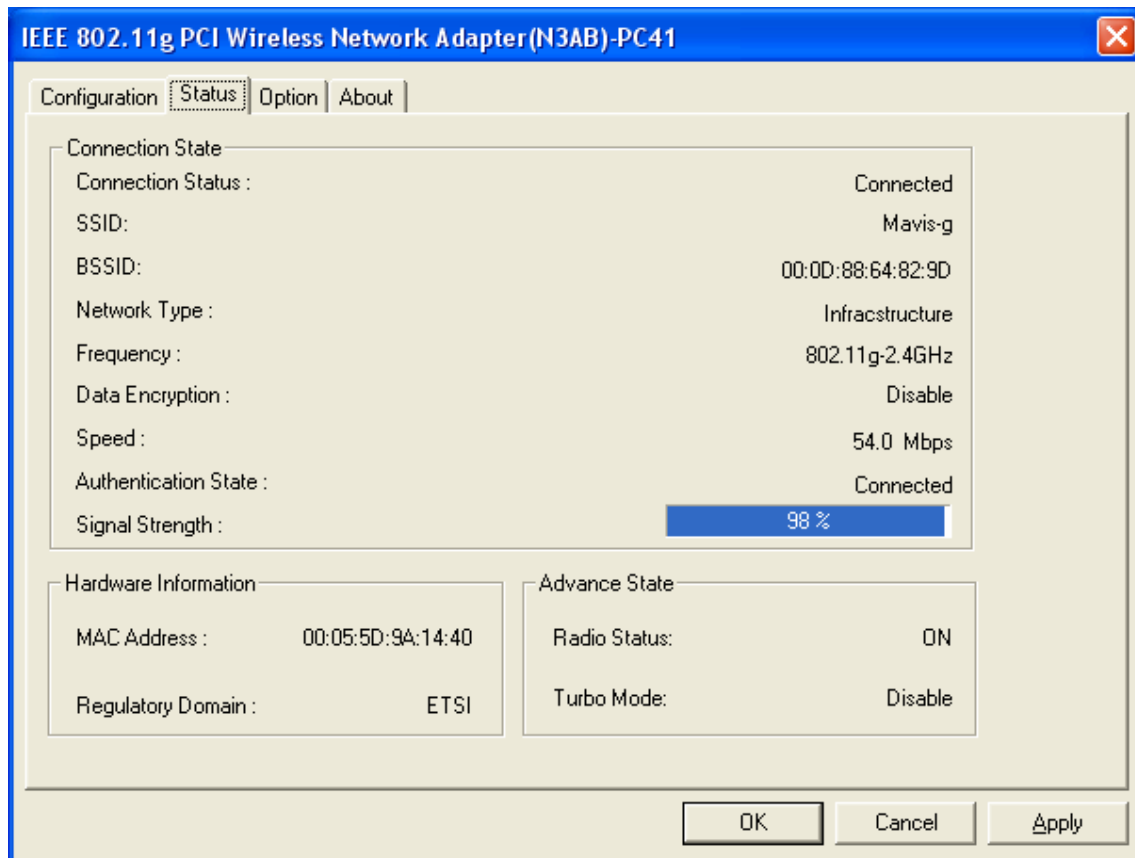 IEEE 802.11g PCI Wireless Network Adapter(N3AB)-PC41
Configuration Status Option About
Connection State
Connection Status : Connected
SSID: Mavis-g
BSSID: 00:0D:88:64:82:9D
Network Type : Infracstructure
Frequency : 802.11g-2.4GHz
Data Encryption : Disable
Speed : 54.0 Mbps
Authentication State : Connected
Signal Strength : 98 %
Hardware Information
MAC Address : 00:05:5D:9A:14:40
Regulatory Domain : ETSI
Advance State
Radio Status: ON
Turbo Mode: Disable
OK Cancel Apply